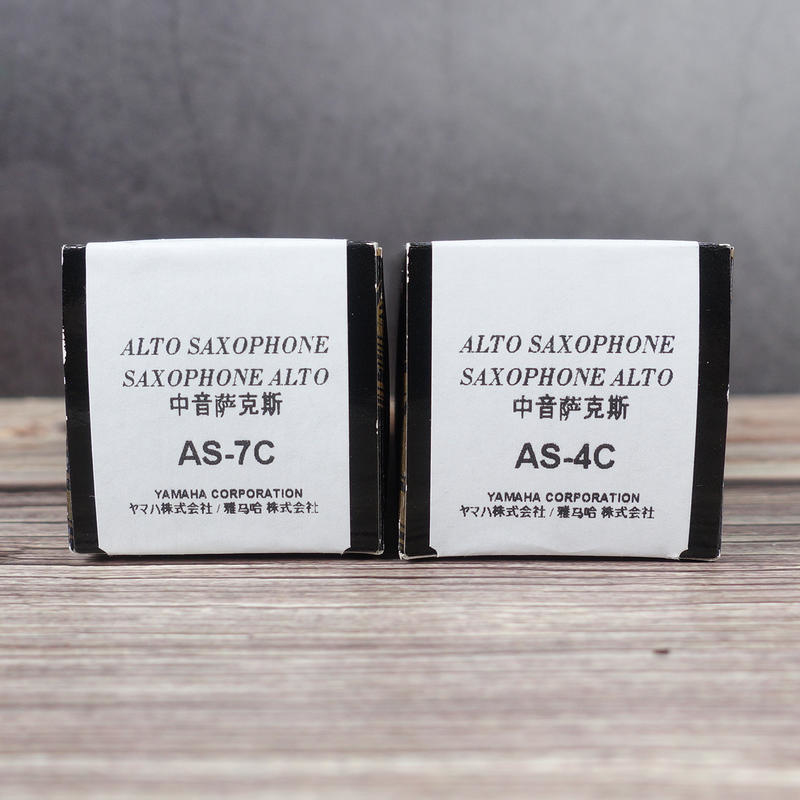 ALTO SAXOPHONE
SAXOPHONE ALTO
中音萨克斯
AS-7C
YAMAHA CORPORATION
ヤマハ株式会社 / 雅马哈 株式会社
ALTO SAXOPHONE
SAXOPHONE ALTO
中音萨克斯
AS-4C
YAMAHA CORPORATION
ヤマハ株式会社 / 雅马哈 株式会社